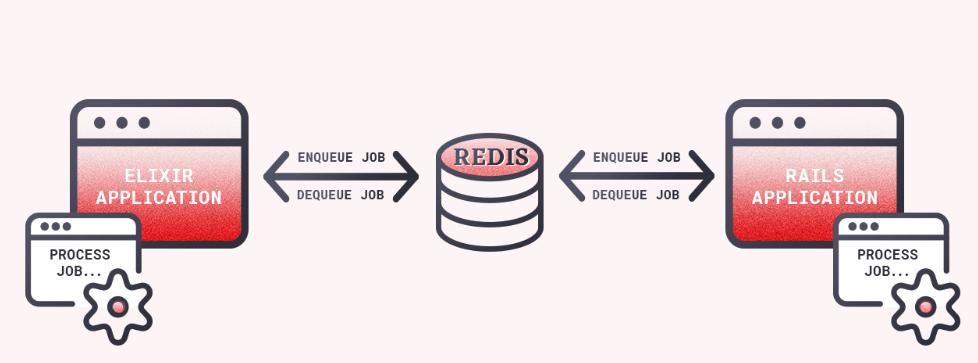 ELIXIR
APPLICATION
PROCESS
JOB...
ENQUEUE JOB
DEQUEUE JOB
REDIS
ENQUEUE JOB
DEQUEUE JOB
RAILS
APPLICATION
PROCESS
JOB...